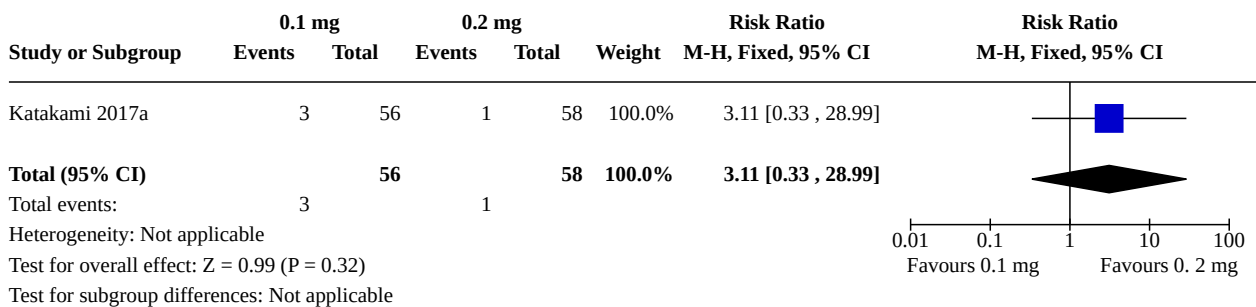 0.1 mg 0.2 mg Risk Ratio Risk Ratio
Study or Subgroup Events Total Events Total Weight M-H, Fixed, 95% CI M-H, Fixed, 95% CI
Katakami 2017a 3 56 1 58 100.0% 3.11 [0.33 , 28.99]
Total (95% CI) 56 58 100.0% 3.11 [0.33 , 28.99]
Total events: 3 1
Heterogeneity: Not applicable
Test for overall effect: Z = 0.99 (P = 0.32)
Test for subgroup differences: Not applicable
0.01 0.1 1 10 100
Favours 0.1 mg Favours 0. 2 mg